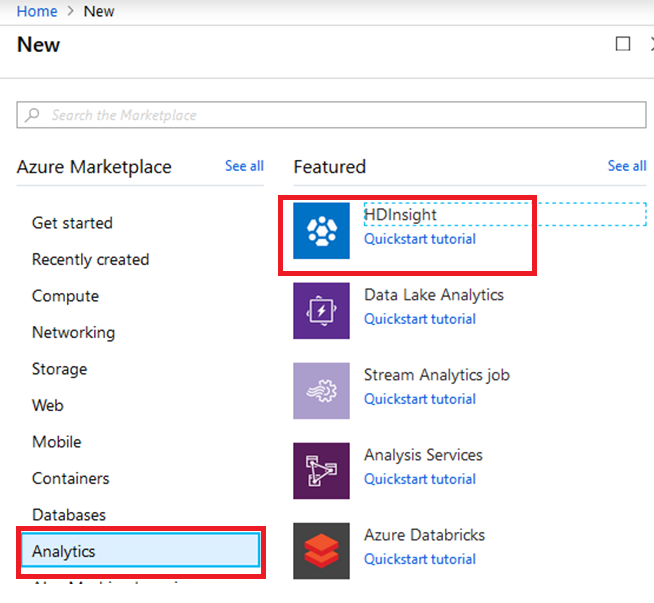 Home > New
New
Search the Marketplace
Azure Marketplace See all
Get started
Recently created
Compute
Networking
Storage
Web
Mobile
Containers
Databases
Analytics
Featured See all
HDInsight
Quickstart tutorial
Data Lake Analytics
Quickstart tutorial
Stream Analytics job
Quickstart tutorial
Analysis Services
Quickstart tutorial
Azure Databricks
Quickstart tutorial